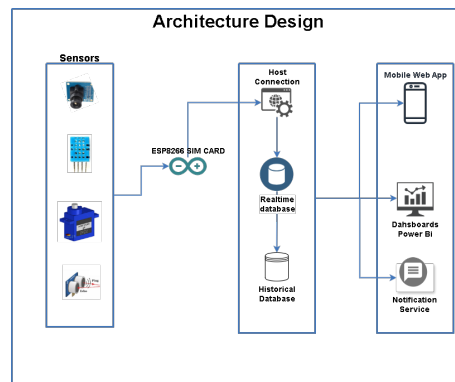 Architecture Design
Sensors
ESP8266 SIM CARD
Host
Connection
Realtime
database
Historical
Database
Mobile Web App
Dahsboards
Power Bi
Notification
Service